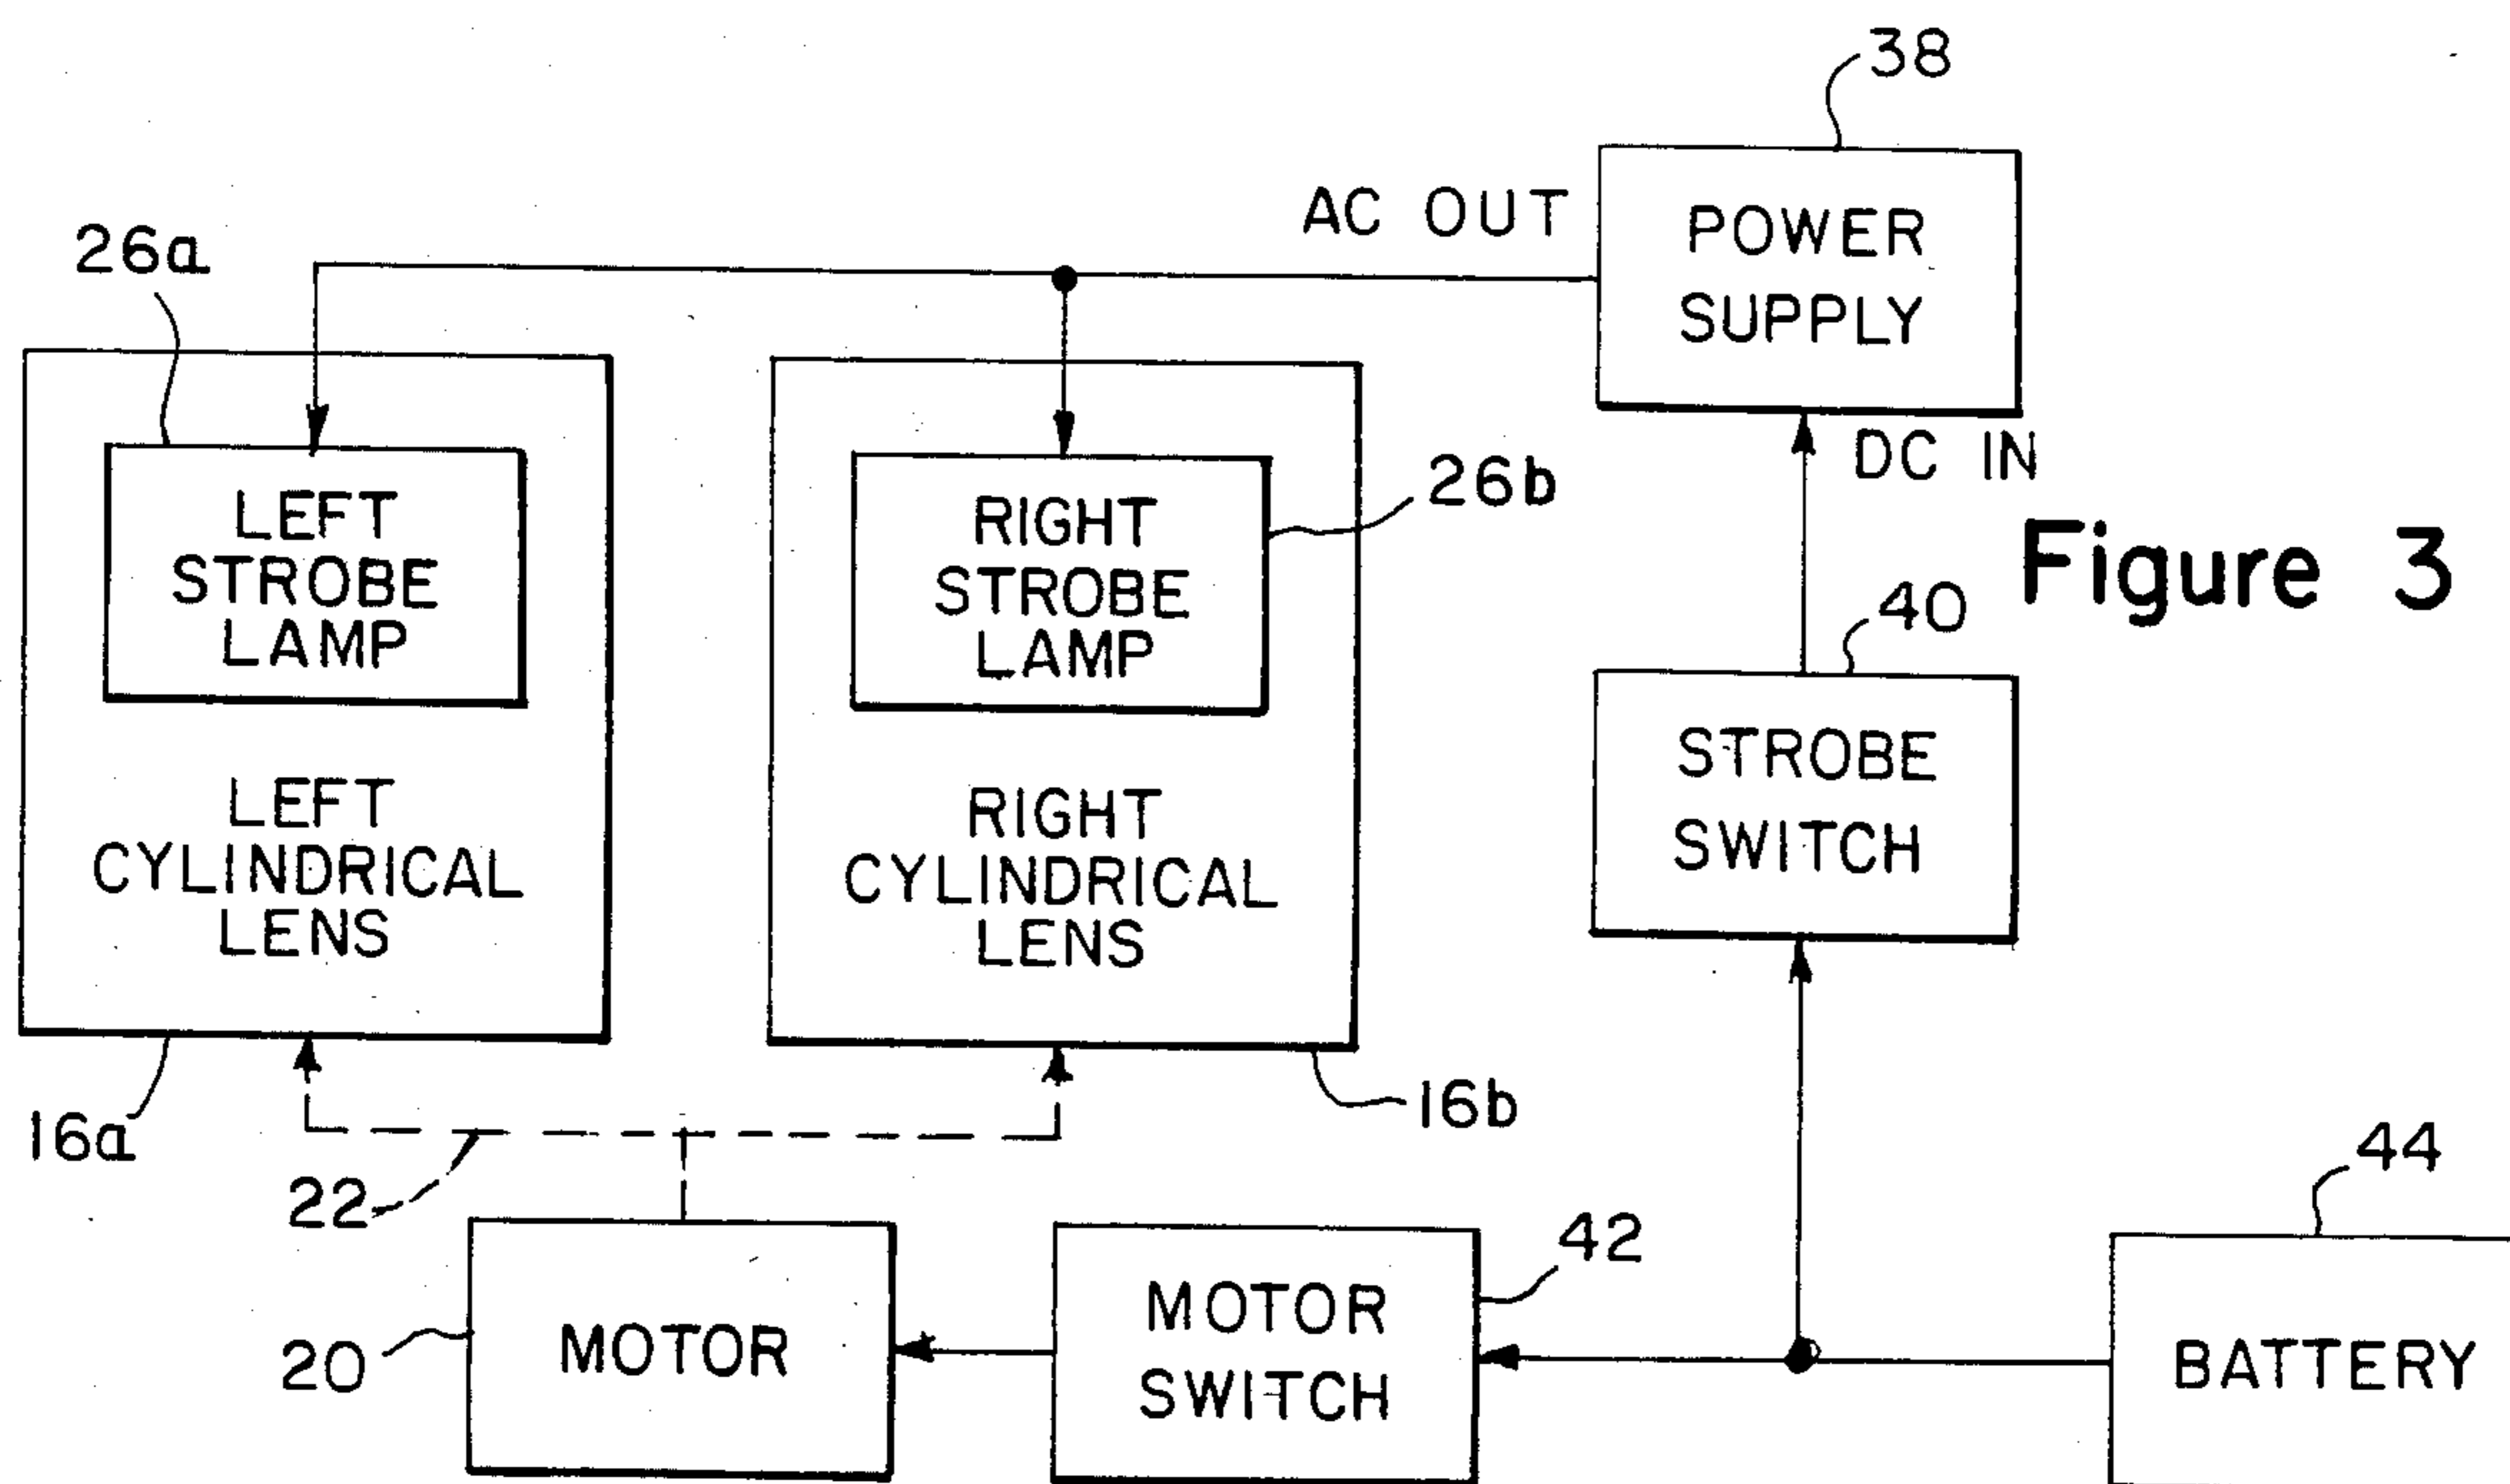 38
AC OUT
POWER
SUPPLY
26a
DC IN
LEFT
STROBE
LAMP
RIGHT
STROBE
LAMP
26b
Figure 3
40
STROBE
SWITCH
LEFT
CYLINDRICAL
LENS
RIGHT
CYLINDRICAL
LENS
16a
16b
22
44
42
20
MOTOR
MOTOR
SWITCH
BATTERY